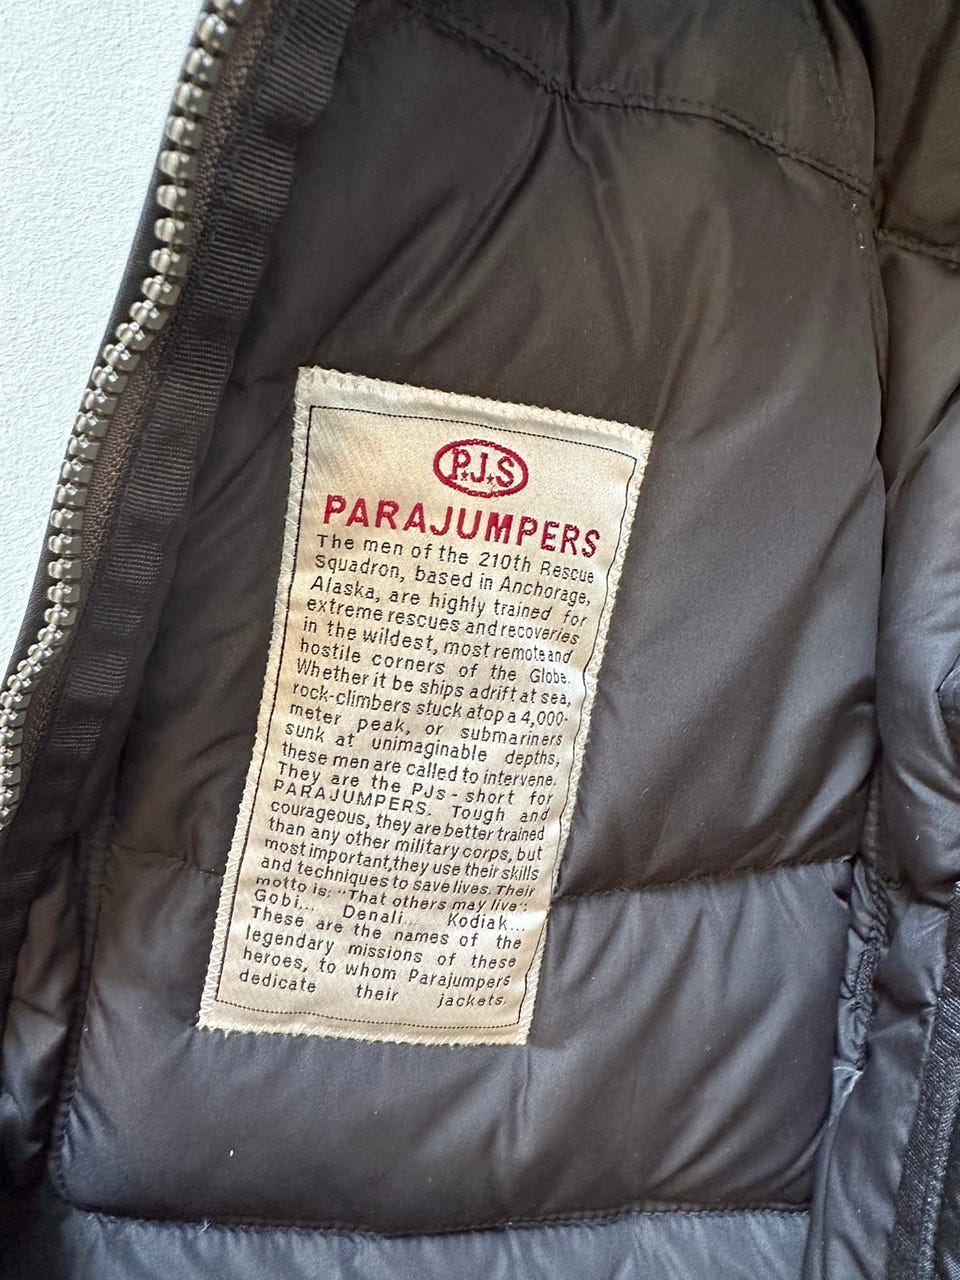 P.J.S
PARAJUMPERS
The men of the 210th Rescue
Squadron, based in Anchorage,
Alaska, are highly trained for
extreme rescues and recoveries
in the wildest, most remote and
hostile corners of the Globe.
Whether it be ships adrift at sea,
rock-climbers stuck atop a 4,000-
meter peak, or submariners
sunk at unimaginable depths,
these men are called to intervene.
They are the PJs - short for
PARAJUMPERS. Tough and
courageous, they are better trained
than any other military corps, but
most important,they use their skills
and techniques to save lives. Their
motto is: "That others may live".
Gobi... Denali... Kodiak...
These are the names of the
legendary missions of these
heroes, to whom Parajumpers
dedicate their jackets.